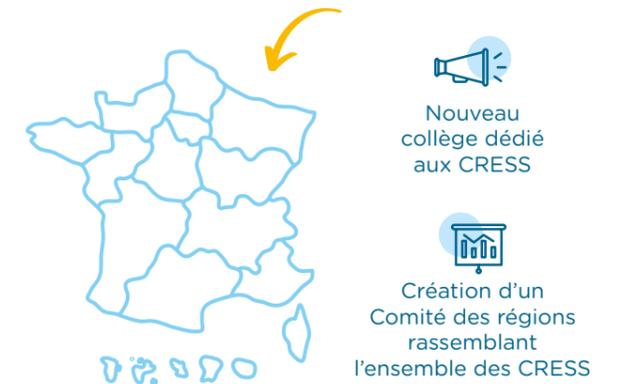 Nouveau
collège dédié
aux CRESS
Création d’un
Comité des régions
rassemblant
l’ensemble des CRESS